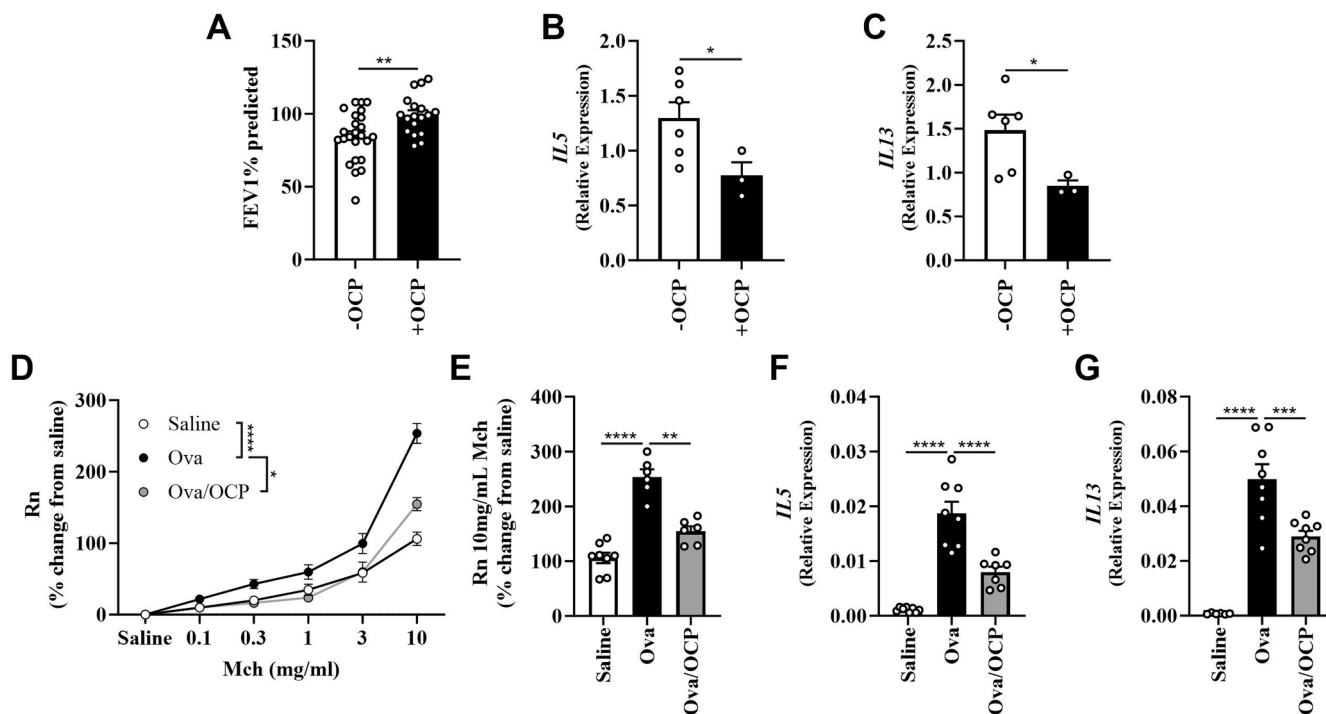 A
FEV1% predicted
150
100
50
0
**
-OCP
+OCP
B
IL5
(Relative Expression)
2.0
1.5
1.0
0.5
0.0
*
-OCP
+OCP
C
IL13
(Relative Expression)
2.5
2.0
1.5
1.0
0.5
0.0
*
-OCP
+OCP
D
Rn
(% change from saline)
300
200
100
0
Saline
Ova
Ova/OCP
****
*
Saline 0.1 0.3 1 3 10
Mch (mg/ml)
E
Rn 10mg/mL Mch
(% change from saline)
400
300
200
100
0
**** **
Saline
Ova
Ova/OCP
F
IL5
(Relative Expression)
0.04
0.03
0.02
0.01
0.00
**** ****
Saline
Ova
Ova/OCP
G
IL13
(Relative Expression)
0.08
0.06
0.04
0.02
0.00
**** ***
Saline
Ova
Ova/OCP